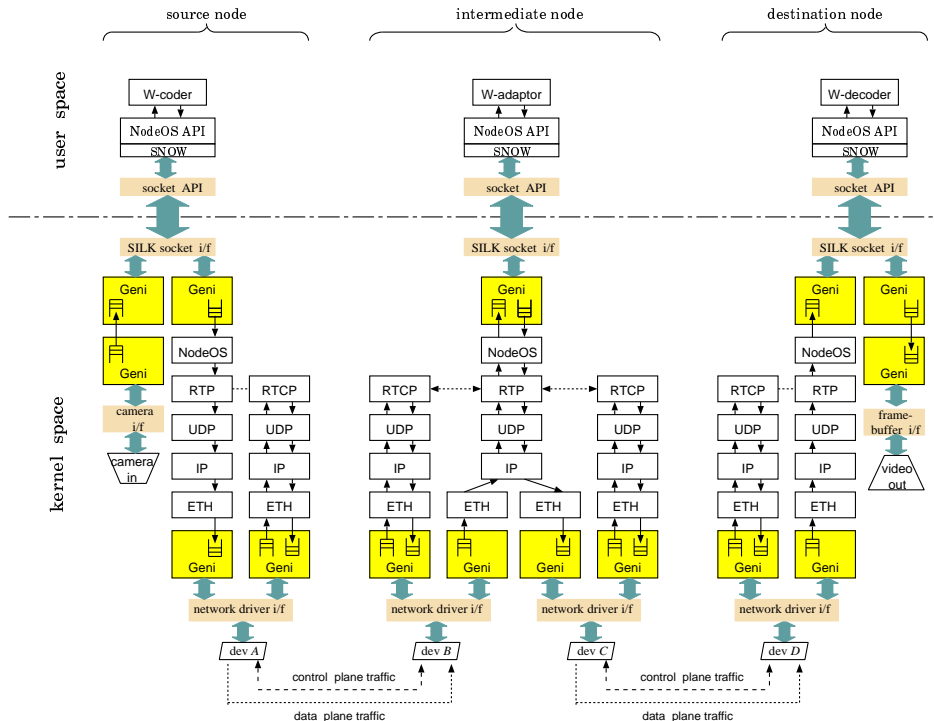 source node
intermediate node
destination node
user space
W-coder
W-adaptor
W-decoder
NodeOS API
NodeOS API
NodeOS API
SNOW
SNOW
SNOW
socket API
socket API
socket API
kernel space
SILK socket i/f
SILK socket i/f
SILK socket i/f
Geni
Geni
Geni
Geni
Geni
NodeOS
NodeOS
NodeOS
Geni
Geni
RTP
RTCP
RTCP
RTP
RTCP
RTCP
RTP
camera
i/f
frame-
buffer i/f
UDP
UDP
UDP
UDP
UDP
UDP
UDP
camera
in
IP
IP
IP
IP
IP
IP
IP
video
out
ETH
ETH
ETH
ETH
ETH
ETH
ETH
ETH
Geni
Geni
Geni
Geni
Geni
Geni
Geni
Geni
network driver i/f
network driver i/f
network driver i/f
network driver i/f
dev A
dev B
dev C
dev D
control plane traffic
control plane traffic
data plane traffic
data plane traffic